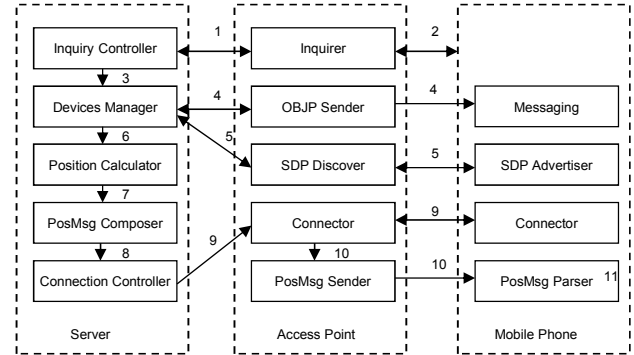 1
2
Inquiry Controller
Inquirer
3
Devices Manager
4
OBJP Sender
4
Messaging
6
5
Position Calculator
SDP Discover
5
SDP Advertiser
7
PosMsg Composer
9
Connector
9
Connector
8
10
Connection Controller
PosMsg Sender
10
PosMsg Parser
11
Server
Access Point
Mobile Phone